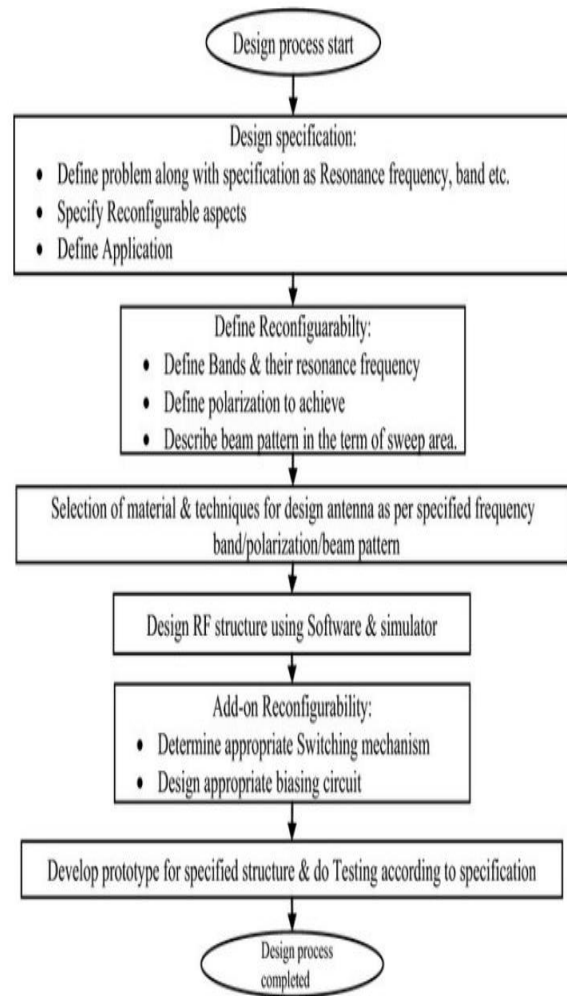 Design process start
Design specification:
• Define problem along with specification as Resonance frequency, band etc.
• Specify Reconfigurable aspects
• Define Application
Define Reconfiguarabilty:
• Define Bands & their resonance frequency
• Define polarization to achieve
• Describe beam pattern in the term of sweep area.
Selection of material & techniques for design antenna as per specified frequency
band/polarization/beam pattern
Design RF structure using Software & simulator
Add-on Reconfigurability:
• Determine appropriate Switching mechanism
• Design appropriate biasing circuit
Develop prototype for specified structure & do Testing according to specification
Design process
completed